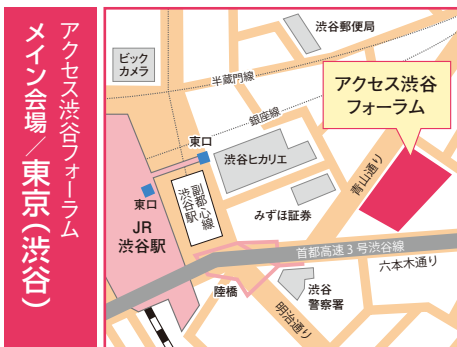 アクセス渋谷フォーラム
メイン会場／東京（渋谷）
渋谷郵便局
ビック
カメラ
半蔵門線
アクセス渋谷
フォーラム
銀座線
東口
渋谷ヒカリエ
青山通り
東口
副都心線
渋谷駅
みずほ証券
JR
渋谷駅
首都高速3号渋谷線
六本木通り
陸橋
渋谷
警察署
明治通り